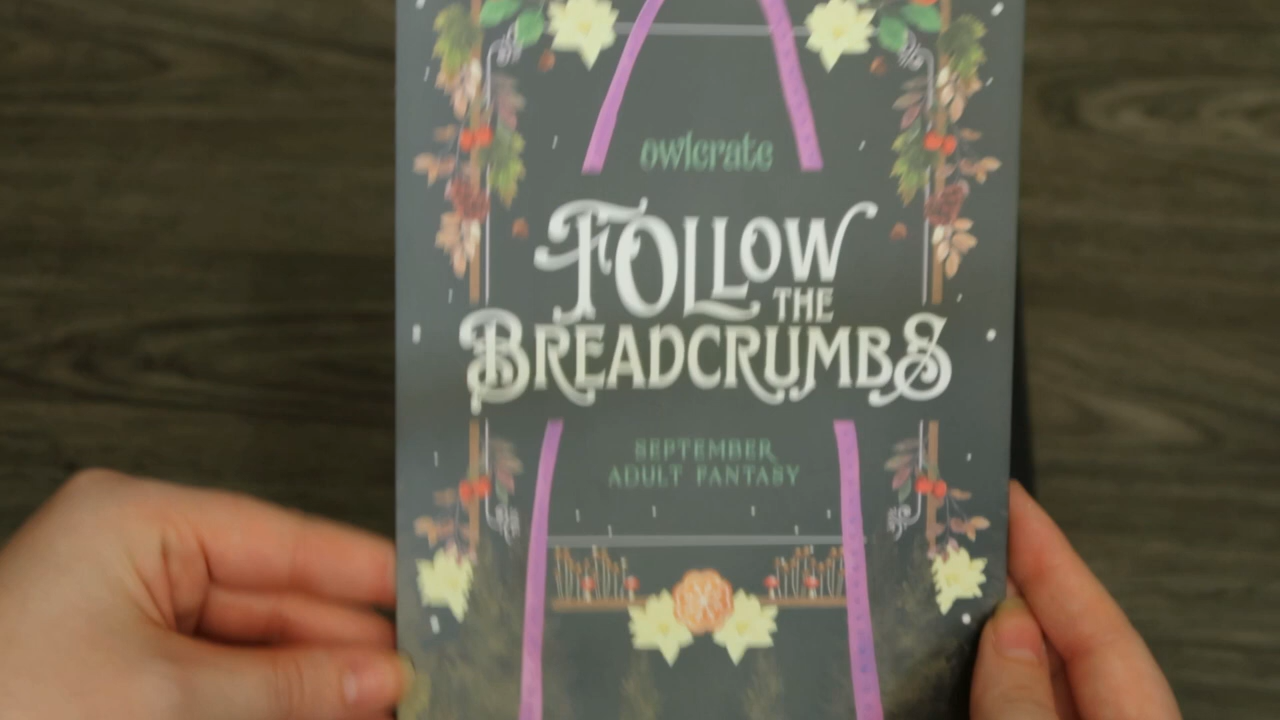 owlcrate
FOLLOW
THE
BREADCRUMBS
SEPTEMBER
ADULT FANTASY